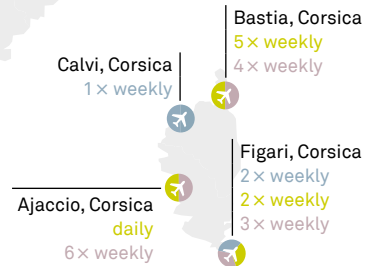 Bastia, Corsica
5× weekly
4× weekly
Calvi, Corsica
1× weekly
Figari, Corsica
2× weekly
2× weekly
3× weekly
Ajaccio, Corsica
daily
6× weekly